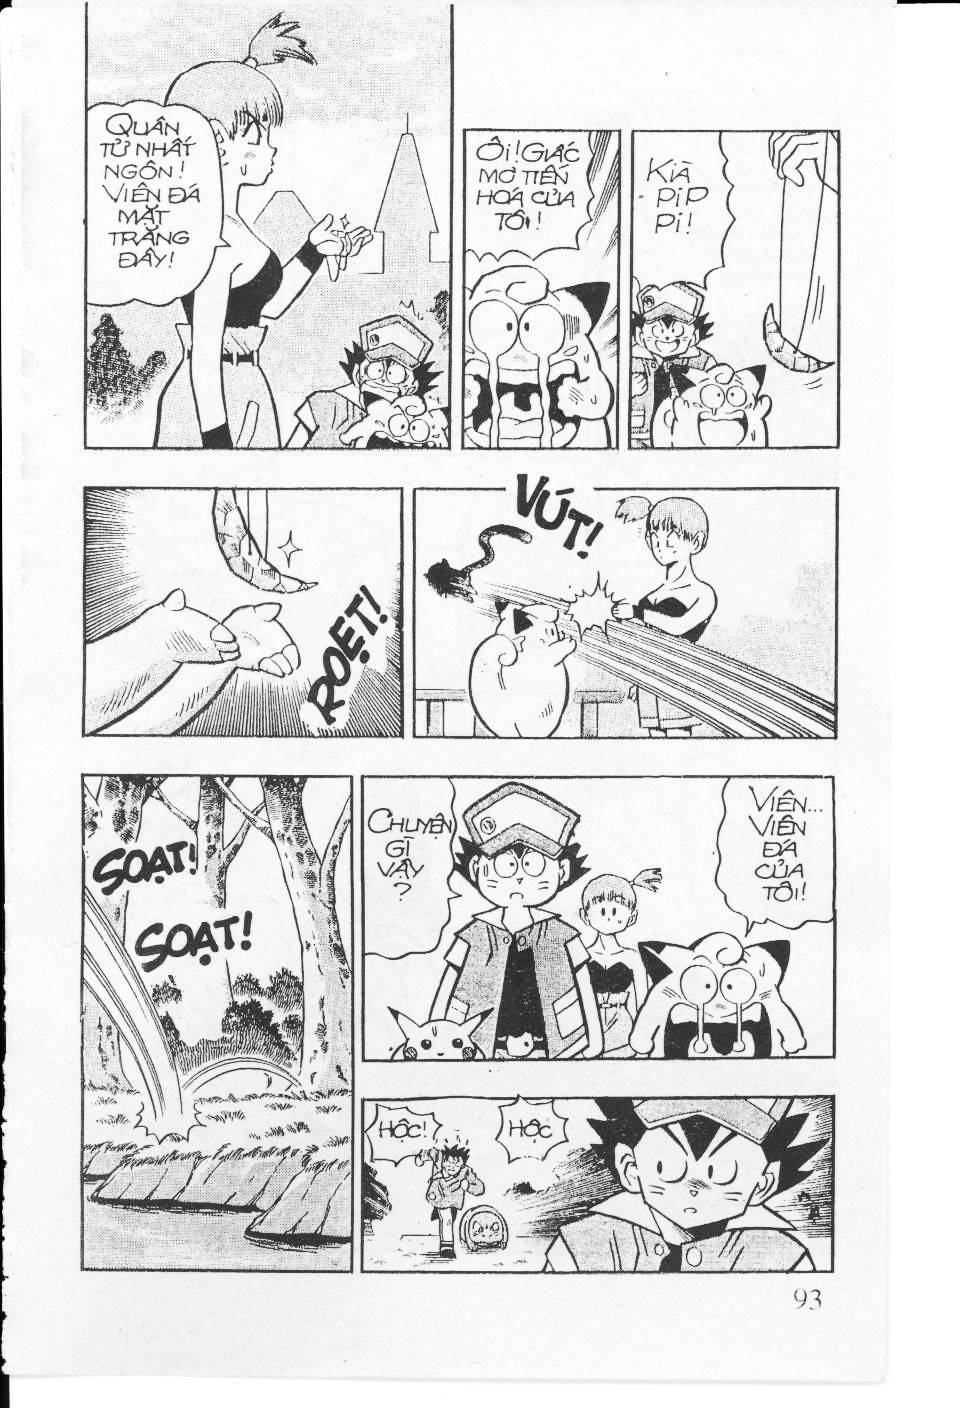 QUÂN
TỬ NHẤT
NGÔN!
VIÊN ĐÁ
MẶT
TRĂNG
ĐÂY!
ÔI! GIẤC
MƠ TIẾN
HOÁ CỦA
TÔI!
KÌA
PIP
PI!
ROẸT!
VÚT!
SOẠT!
SOẠT!
CHUYỆN
GÌ
VẬY
?
VIÊN...
VIÊN
ĐÁ
CỦA
TÔI!
HỘC!
HỘC
93